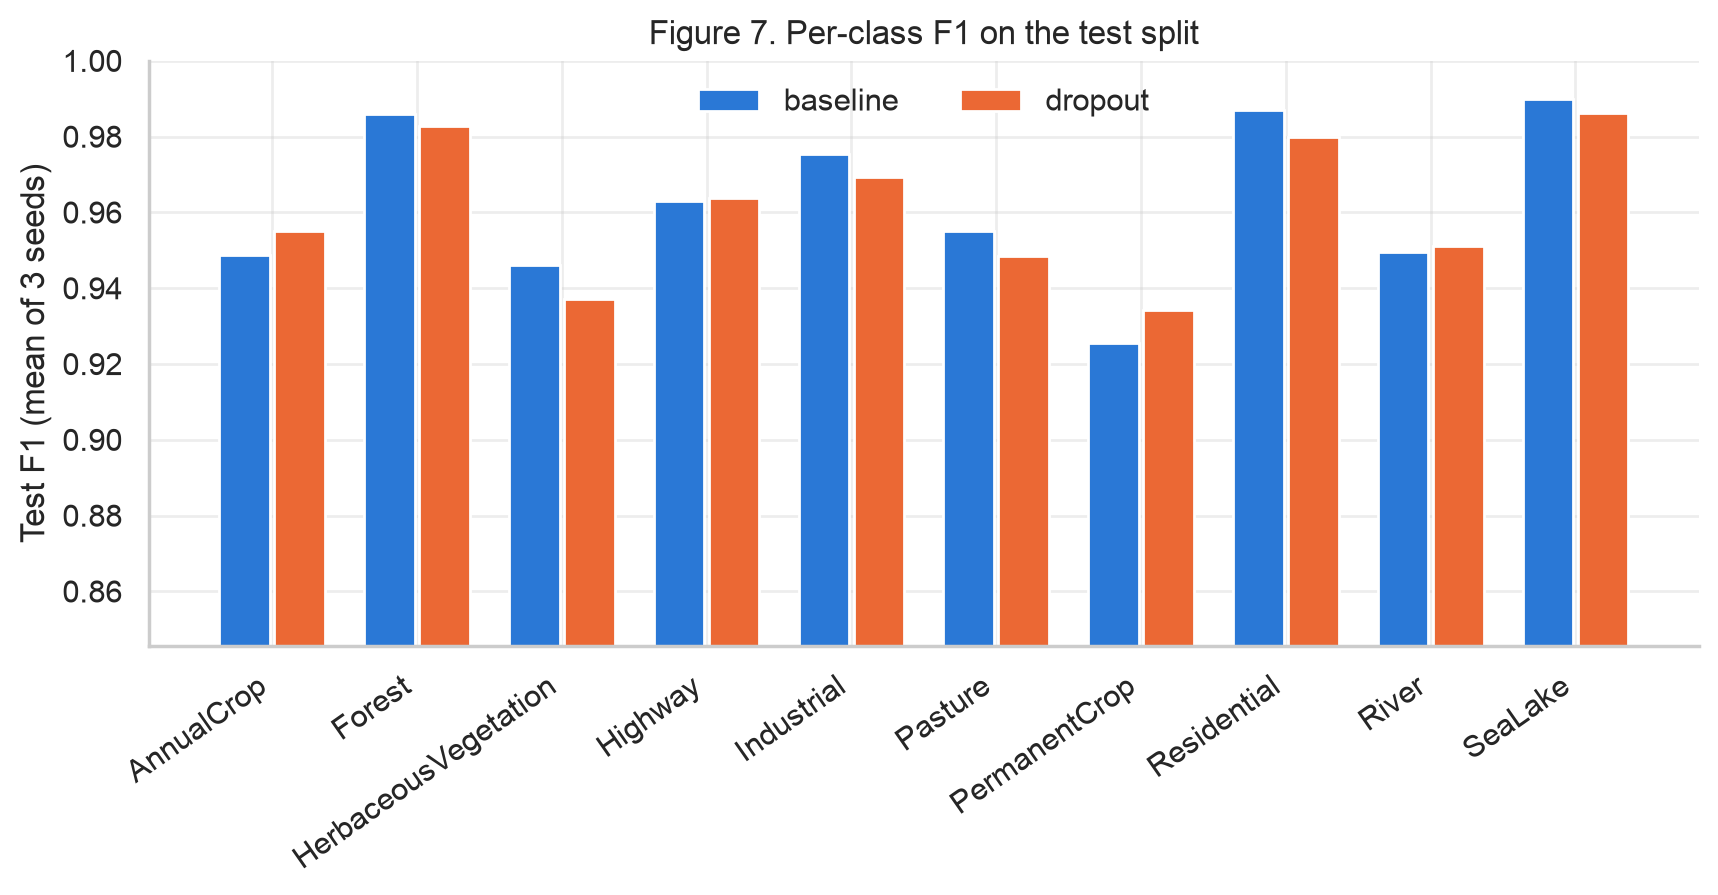 Figure 7. Per-class F1 on the test split
baseline
dropout
Test F1 (mean of 3 seeds)
1.00
0.98
0.96
0.94
0.92
0.90
0.88
0.86
AnnualCrop
Forest
HerbaceousVegetation
Highway
Industrial
Pasture
PermanentCrop
Residential
River
SeaLake